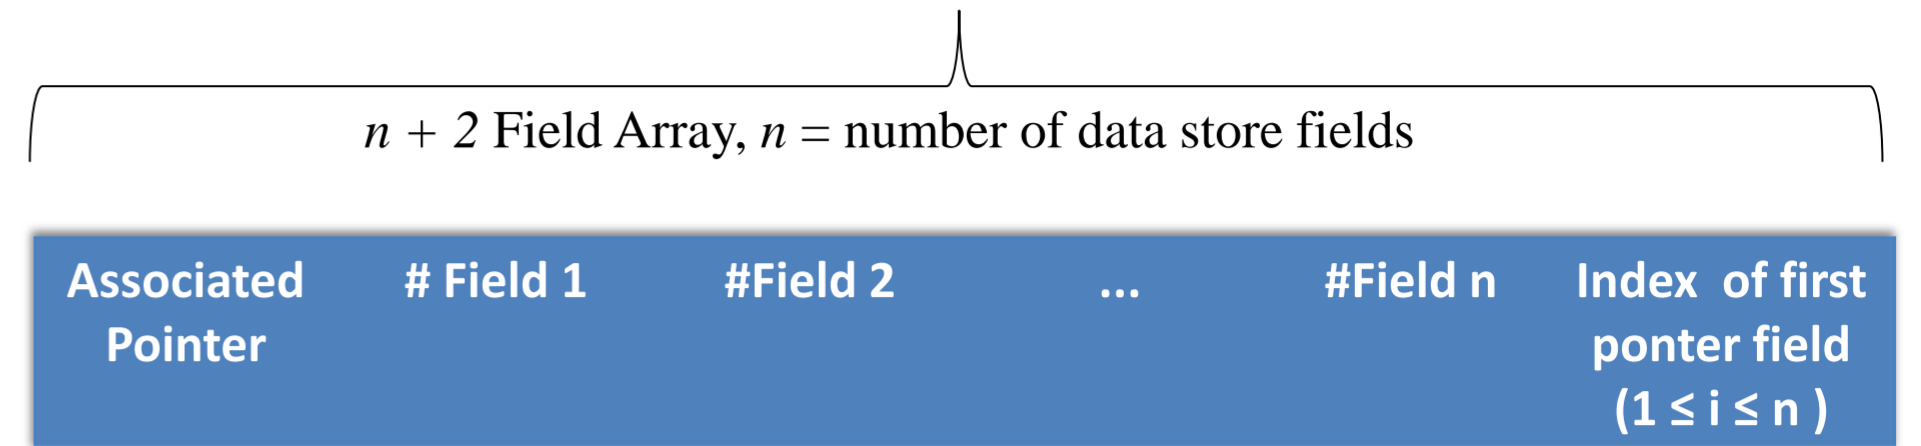 n + 2 Field Array, n = number of data store fields
Associated # Field 1 #Field 2 ... #Field n Index of first
Pointer ponter field
(1 ≤ i ≤ n )